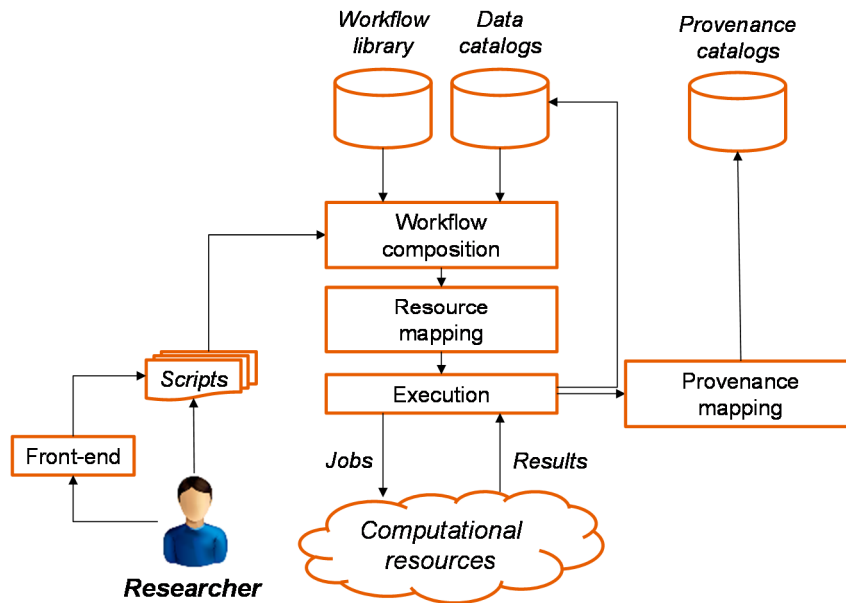 Workflow
library
Data
catalogs
Provenance
catalogs
Workflow
composition
Resource
mapping
Scripts
Execution
Provenance
mapping
Front-end
Jobs
Results
Computational
resources
Researcher